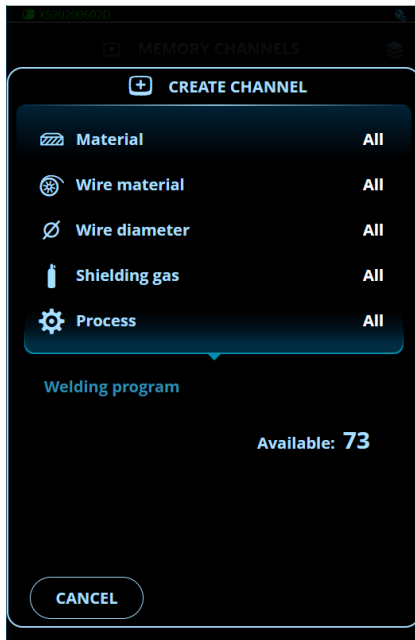 X520200602D
MEMORY CHANNELS
CREATE CHANNEL
Material All
Wire material All
Wire diameter All
Shielding gas All
Process All
Welding program
Available: 73
CANCEL